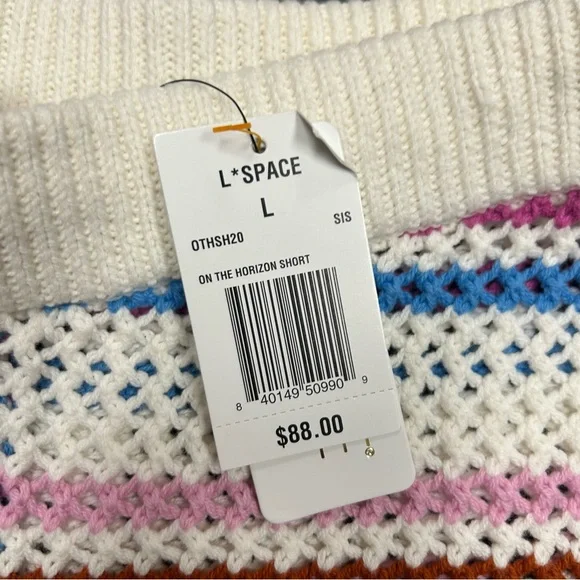 L*SPACE
L
OTHSH20 SIS
ON THE HORIZON SHORT
8 40149 50990 9
$88.00